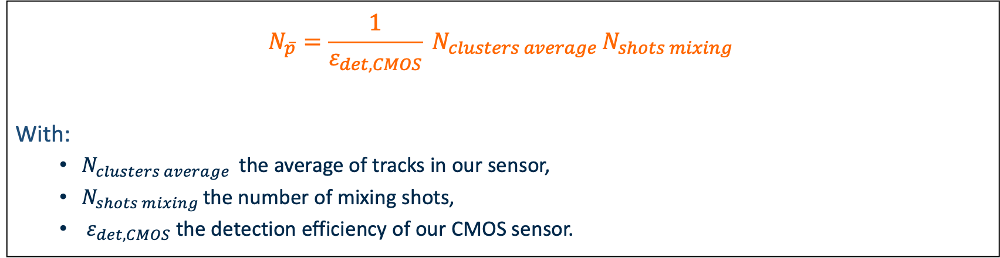 $N_{\bar{p}} = \frac{1}{\varepsilon_{det,CMOS}} \, N_{clusters\ average} \, N_{shots\ mixing}$
With:
• $N_{clusters\ average}$ the average of tracks in our sensor,
• $N_{shots\ mixing}$ the number of mixing shots,
• $\varepsilon_{det,CMOS}$ the detection efficiency of our CMOS sensor.